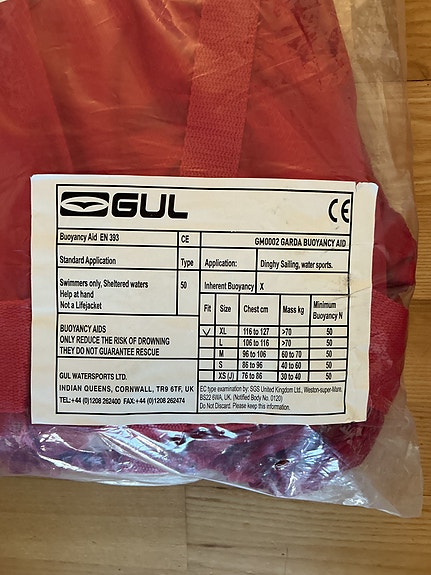 GUL
CE
Buoyancy Aid EN 393
CE
GM0002 GARDA BUOYANCY AID
Standard Application
Type
Application:
Dinghy Sailing, water sports.
Swimmers only, Sheltered waters
Help at hand
Not a Lifejacket
50
Inherent Buoyancy X
Fit Size Chest cm Mass kg Minimum Buoyancy N
✓ XL 116 to 127 >70 50
L 106 to 116 >70 50
M 96 to 106 60 to 70 50
S 86 to 96 40 to 60 50
XS (J) 76 to 86 30 to 40 50
BUOYANCY AIDS
ONLY REDUCE THE RISK OF DROWNING
THEY DO NOT GUARANTEE RESCUE
GUL WATERSPORTS LTD.
INDIAN QUEENS, CORNWALL, TR9 6TF, UK
TEL:+44 (0)1208 262400 FAX:+44 (0)1208 262474
EC type examination by: SGS United Kingdom Ltd., Weston-super-Mare,
BS22 6WA, UK. (Notified Body No. 0120)
Do Not Discard. Please keep this information.